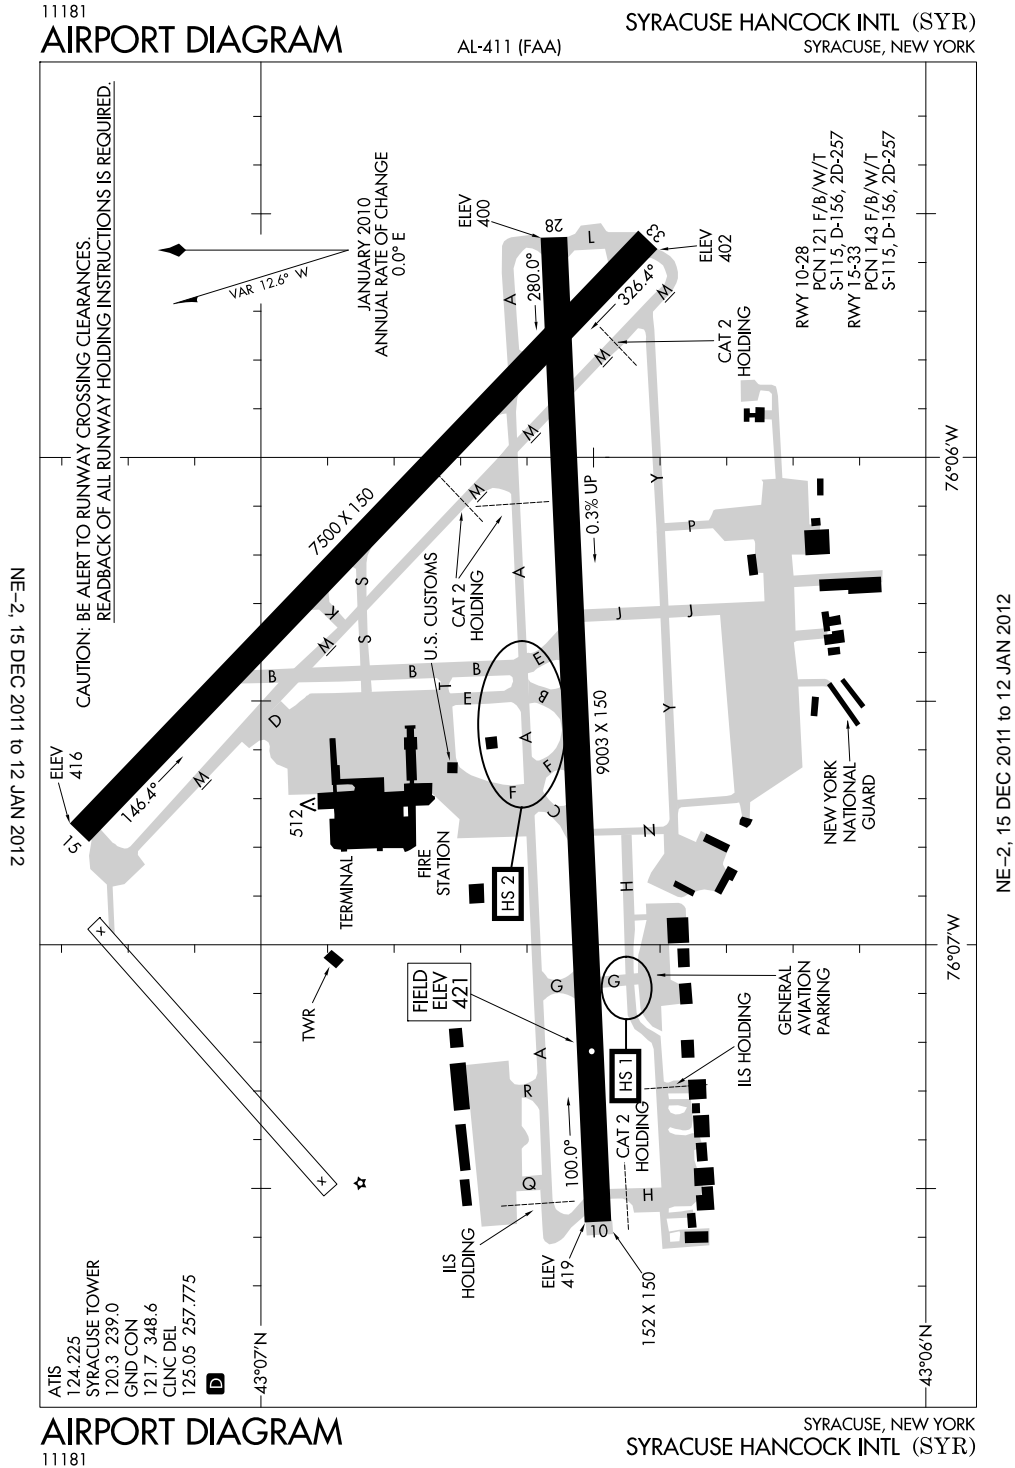 11181
AIRPORT DIAGRAM
AL-411 (FAA)
SYRACUSE HANCOCK INTL (SYR)
SYRACUSE, NEW YORK
CAUTION: BE ALERT TO RUNWAY CROSSING CLEARANCES.
READBACK OF ALL RUNWAY HOLDING INSTRUCTIONS IS REQUIRED.
VAR 12.6° W
JANUARY 2010
ANNUAL RATE OF CHANGE
0.0° E
ELEV
400
28
L
33
ELEV
402
A
280.0°
326.4°
M
M
CAT 2
HOLDING
RWY 10-28
PCN 121 F/B/W/T
S-115, D-156, 2D-257
RWY 15-33
PCN 143 F/B/W/T
S-115, D-156, 2D-257
76°06'W
M
M
7500 X 150
0.3% UP
Y
P
CAT 2
HOLDING
A
S
S
K
M
J
J
U.S. CUSTOMS
B
B
B
E
T
E
B
D
A
F
F
C
9003 X 150
Y
ELEV
416
15
146.4°
M
512
TERMINAL
FIRE
STATION
HS 2
N
H
NEW YORK
NATIONAL
GUARD
76°07'W
X
X
TWR
FIELD
ELEV
421
G
G
GENERAL
AVIATION
PARKING
A
HS 1
ILS HOLDING
R
Q
100.0°
CAT 2
HOLDING
H
10
ILS
HOLDING
ELEV
419
152 X 150
ATIS
124.225
SYRACUSE TOWER
120.3 239.0
GND CON
121.7 348.6
CLNC DEL
125.05 257.775
D
43°07'N
43°06'N
NE-2, 15 DEC 2011 to 12 JAN 2012
NE-2, 15 DEC 2011 to 12 JAN 2012
AIRPORT DIAGRAM
11181
SYRACUSE, NEW YORK
SYRACUSE HANCOCK INTL (SYR)